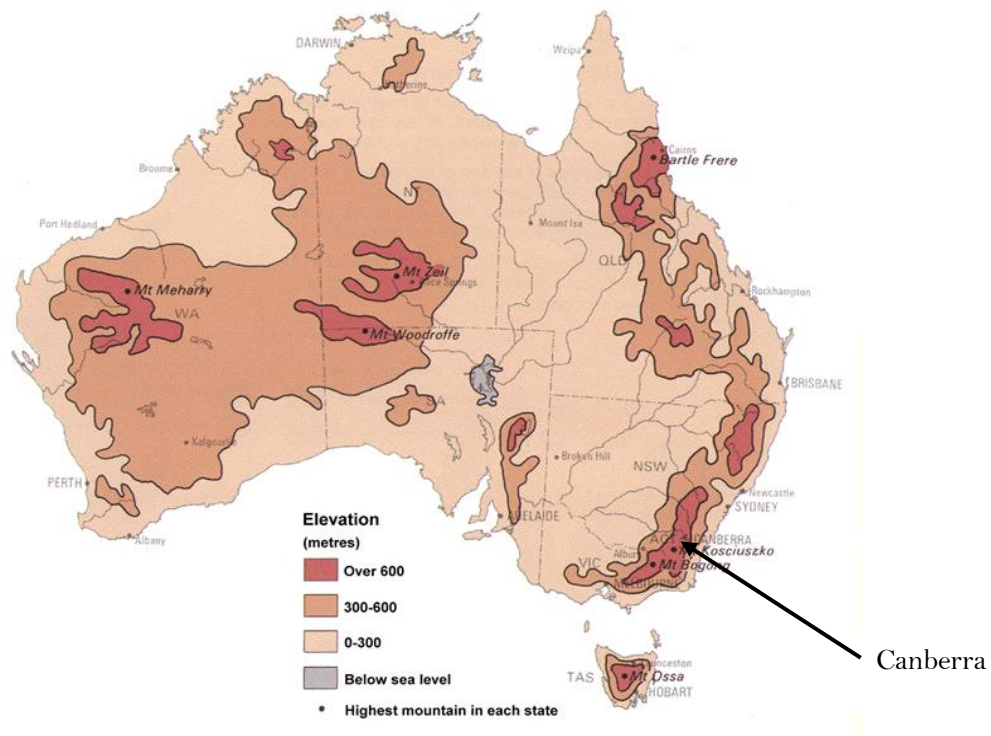 DARWIN
Weipa
Katherine
Cairns
Bartle Frere
Broome
N
Port Hedland
Mount Isa
QLD
Mt Zeil
Alice Springs
Mt Meharry
Rockhampton
WA
Mt Woodroffe
BRISBANE
SA
Kalgoorlie
Broken Hill
NSW
PERTH
Newcastle
SYDNEY
ADELAIDE
Albany
ACT
CANBERRA
Mt Kosciuszko
Albury
VIC
Mt Bogong
MELBOURNE
Elevation
(metres)
Over 600
300-600
0-300
Below sea level
Highest mountain in each state
Canberra
Launceston
TAS
Mt Ossa
HOBART